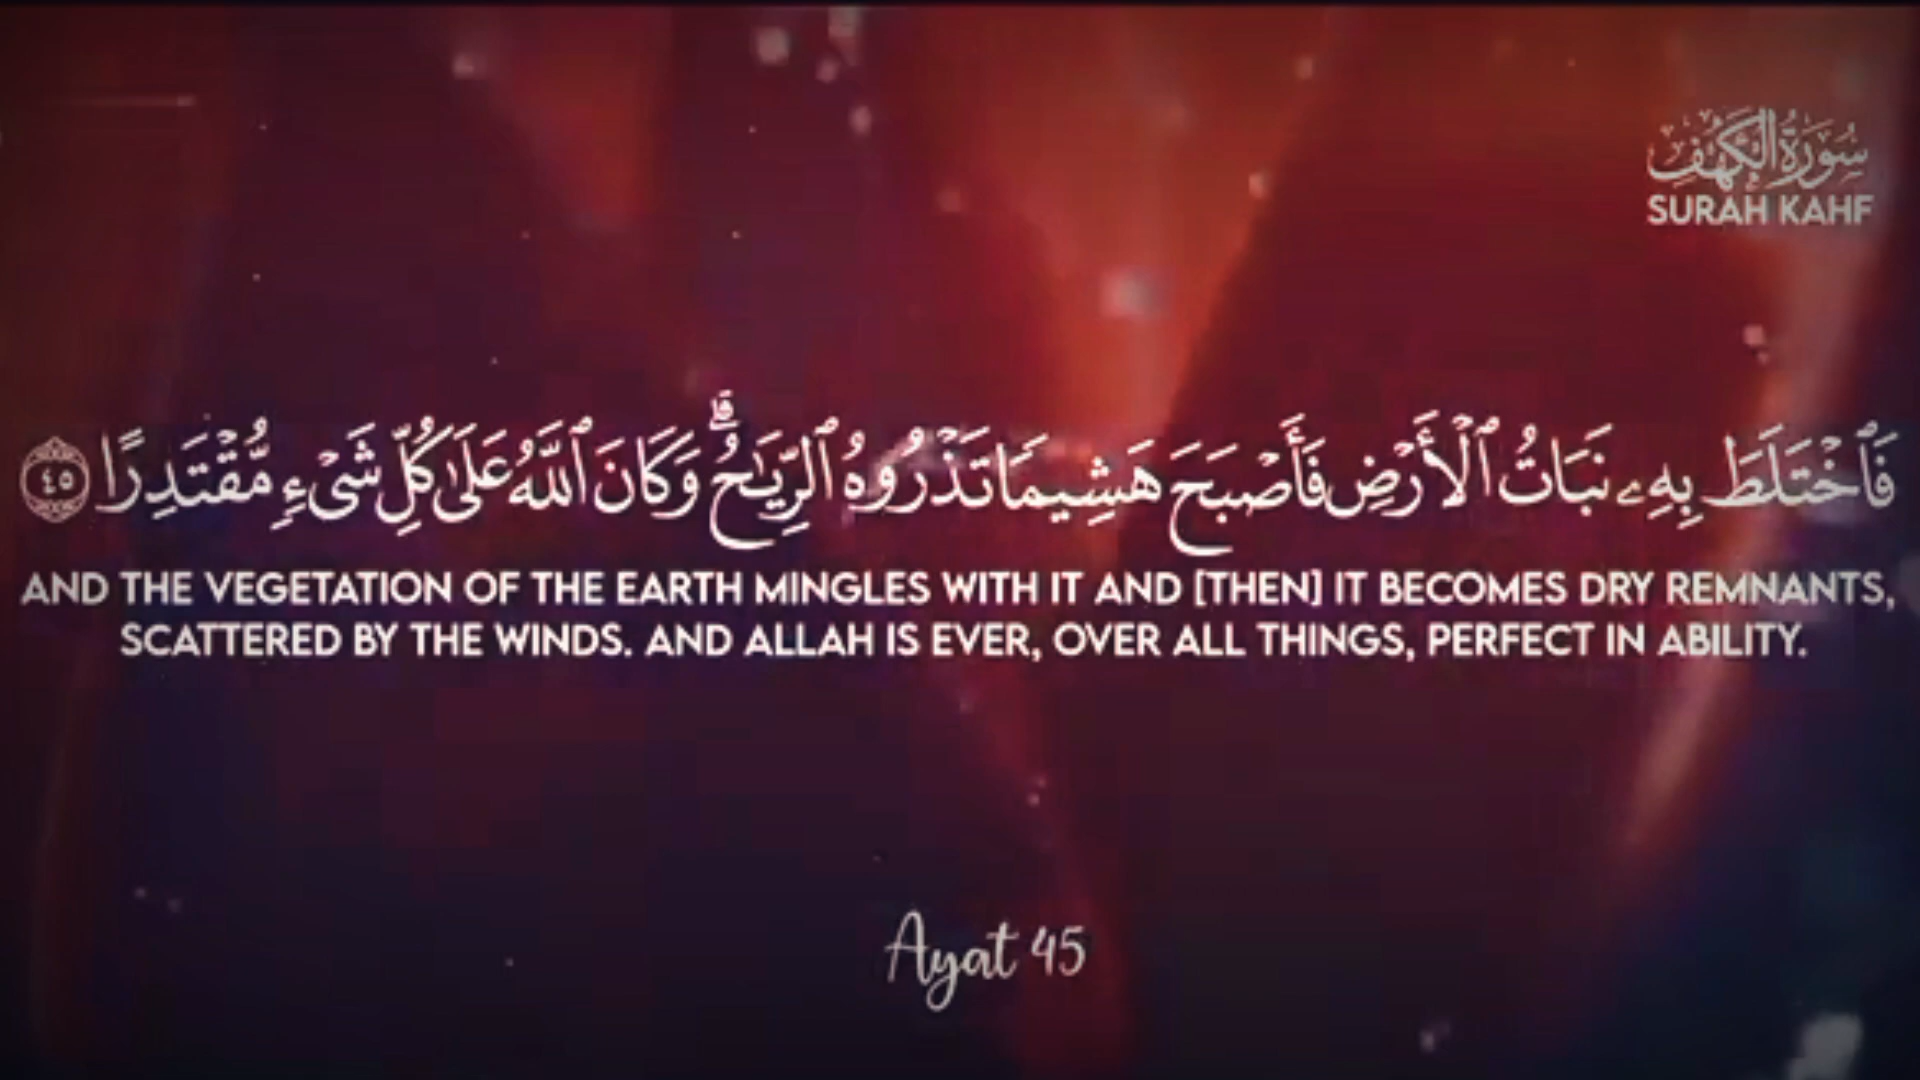 سُورَةُ الْكَهْفِ
SURAH KAHF
فَٱخْتَلَطَ بِهِۦ نَبَاتُ ٱلْأَرْضِ فَأَصْبَحَ هَشِيمًا تَذْرُوهُ ٱلرِّيَٰحُ ۗ وَكَانَ ٱللَّهُ عَلَىٰ كُلِّ شَىْءٍ مُّقْتَدِرًا ٤٥
AND THE VEGETATION OF THE EARTH MINGLES WITH IT AND [THEN] IT BECOMES DRY REMNANTS,
SCATTERED BY THE WINDS. AND ALLAH IS EVER, OVER ALL THINGS, PERFECT IN ABILITY.
Ayat 45